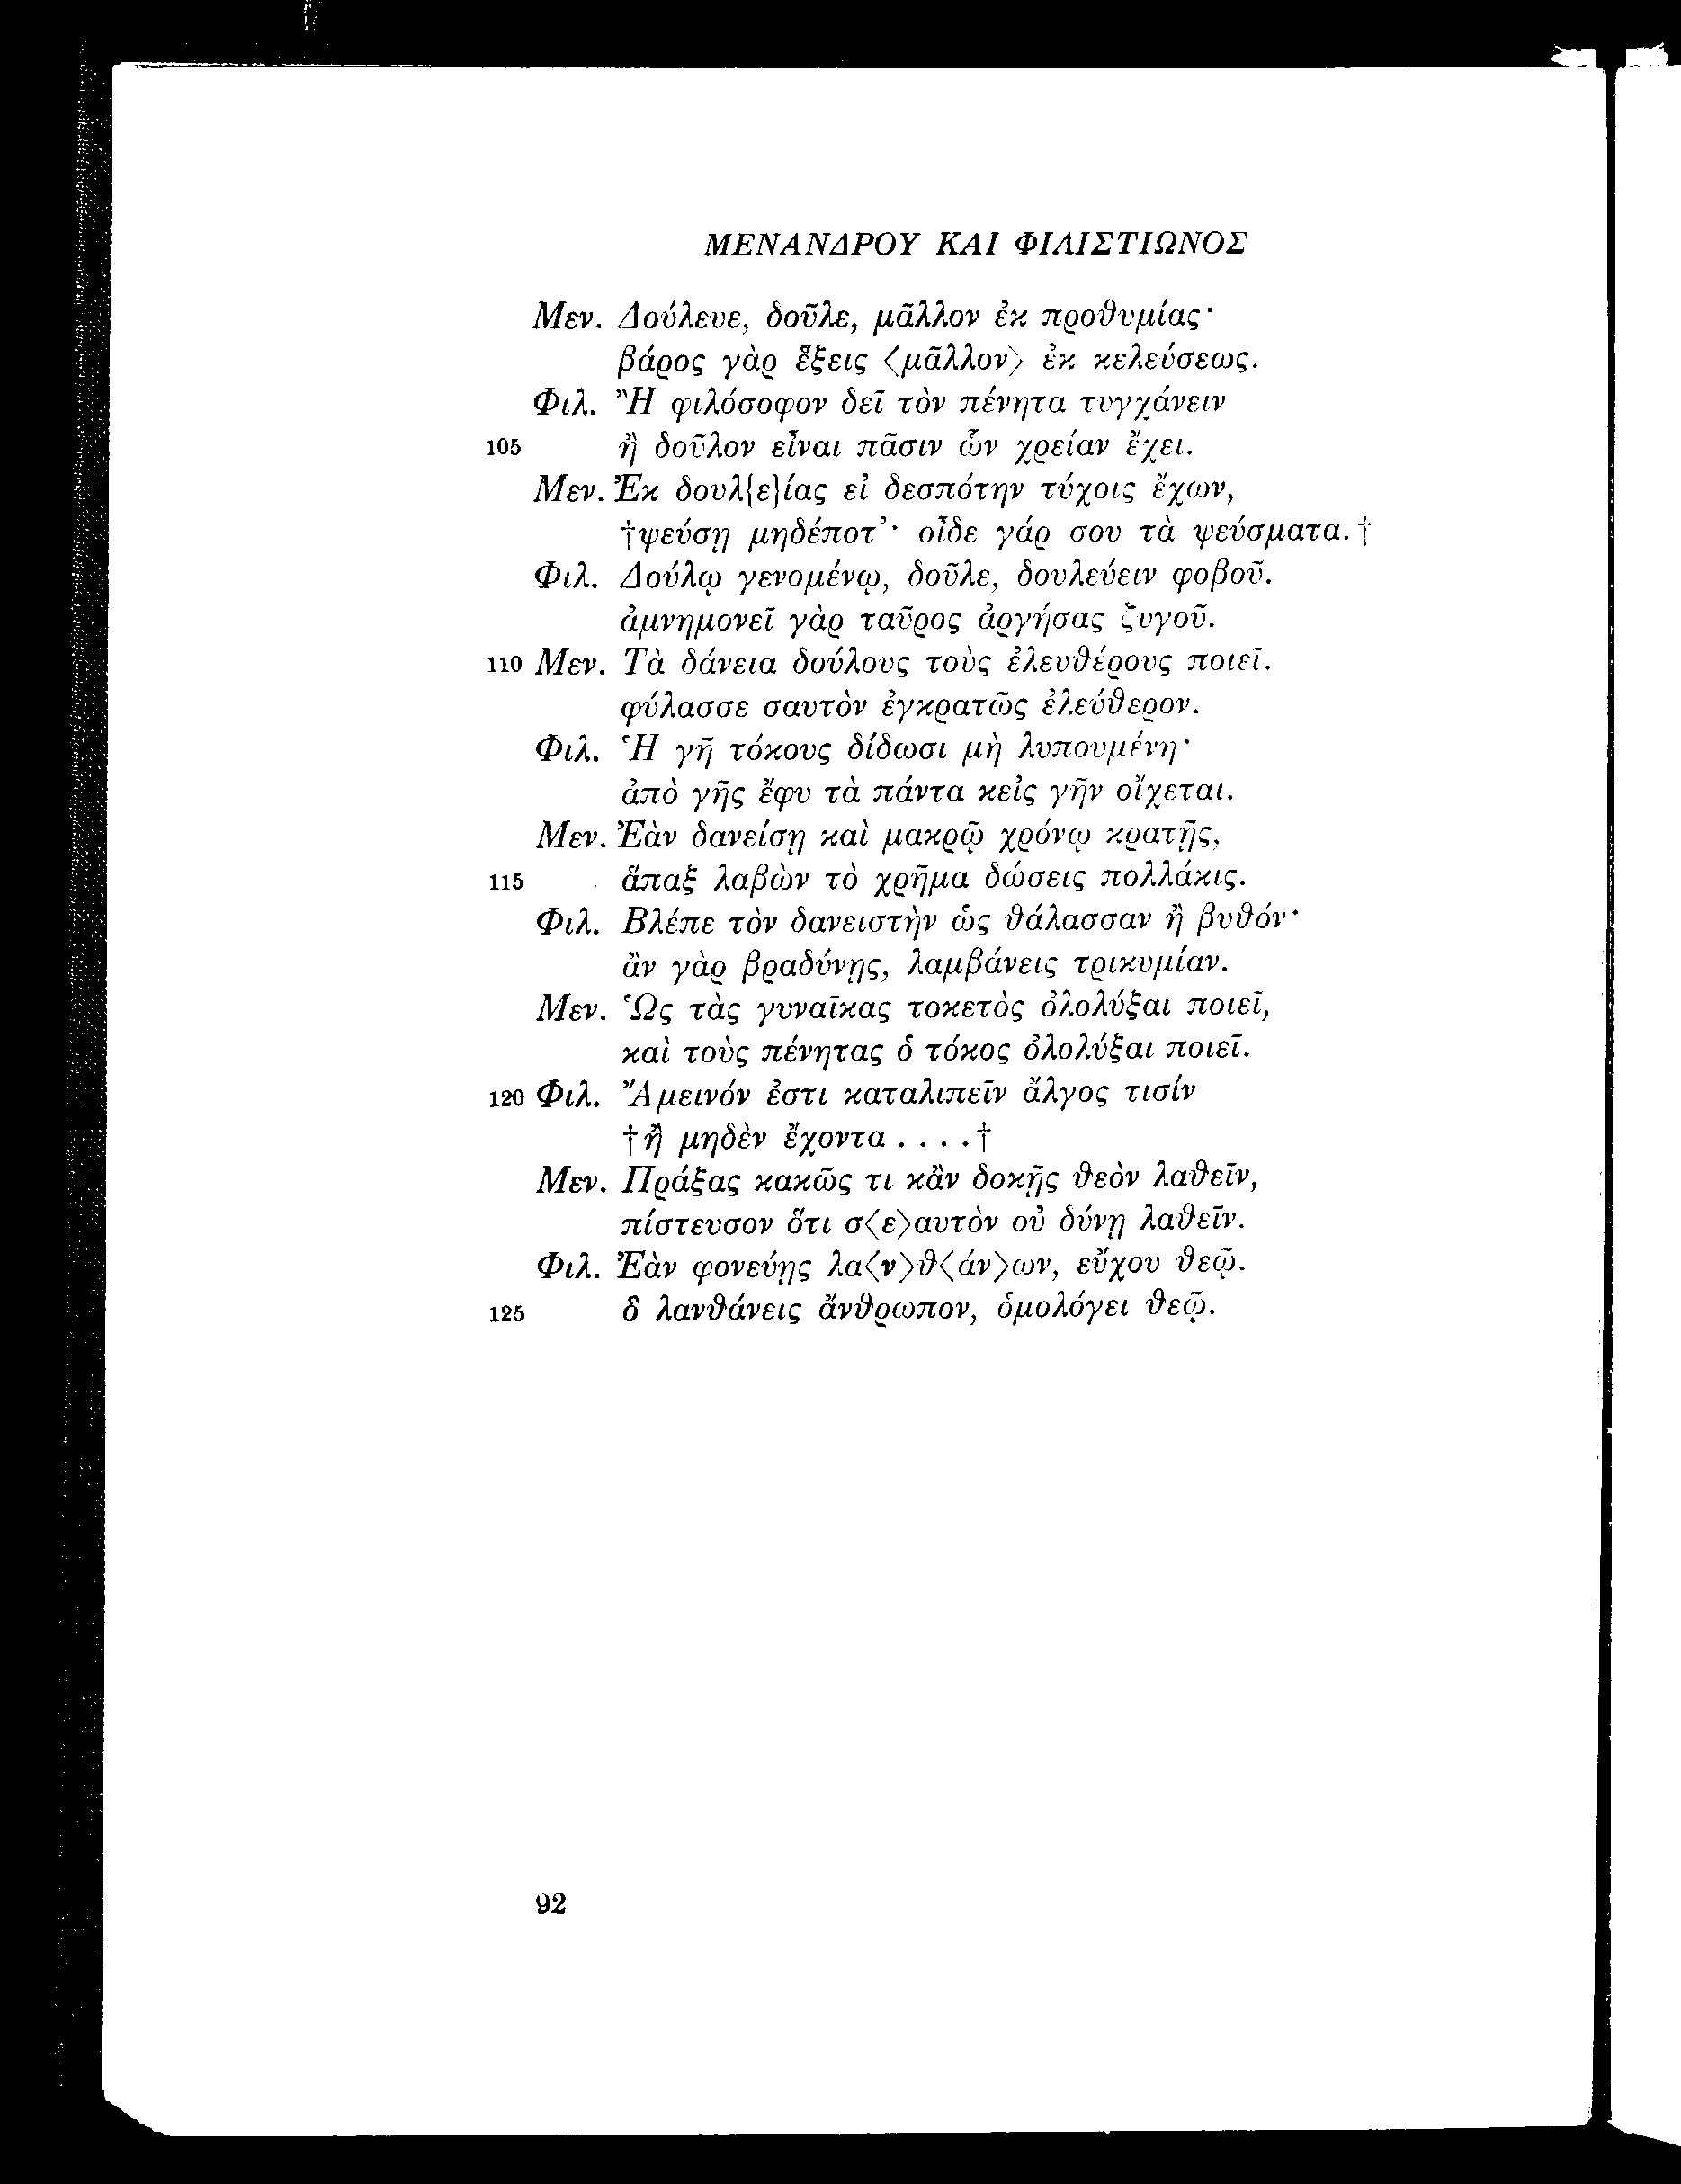 ΜΕΝΑΝΔΡΟΥ ΚΑΙ ΦΙΛΙΣΤΙΩΝΟΣ
Μεν. Δούλευε, δοῦλε, μᾶλλον ἐκ προθυμίας·
βάρος γὰρ ἕξεις ⟨μᾶλλον⟩ ἐκ κελεύσεως.
Φιλ. Ἢ φιλόσοφον δεῖ τὸν πένητα τυγχάνειν
105 ἢ δοῦλον εἶναι πᾶσιν ὧν χρείαν ἔχει.
Μεν. Ἐκ δουλ{ε}ίας εἰ δεσπότην τύχοις ἔχων,
†ψεύσῃ μηδέποτ’· οἶδε γάρ σου τὰ ψεύσματα.†
Φιλ. Δούλῳ γενομένῳ, δοῦλε, δουλεύειν φοβοῦ.
ἀμνημονεῖ γὰρ ταῦρος ἀργήσας ζυγοῦ.
110 Μεν. Τὰ δάνεια δούλους τοὺς ἐλευθέρους ποιεῖ.
φύλασσε σαυτὸν ἐγκρατῶς ἐλεύθερον.
Φιλ. Ἡ γῆ τόκους δίδωσι μὴ λυπουμένη·
ἀπὸ γῆς ἔφυ τὰ πάντα κεἰς γῆν οἴχεται.
Μεν. Ἐὰν δανείσῃ καὶ μακρῷ χρόνῳ κρατῇς,
115 ἅπαξ λαβὼν τὸ χρῆμα δώσεις πολλάκις.
Φιλ. Βλέπε τὸν δανειστὴν ὡς θάλασσαν ἢ βυθόν·
ἂν γὰρ βραδύνῃς, λαμβάνεις τρικυμίαν.
Μεν. Ὡς τὰς γυναῖκας τοκετὸς ὀλολύξαι ποιεῖ,
καὶ τοὺς πένητας ὁ τόκος ὀλολύξαι ποιεῖ.
120 Φιλ. Ἄμεινόν ἐστι καταλιπεῖν ἄλγος τισίν
†ἢ μηδὲν ἔχοντα . . . .†
Μεν. Πράξας κακῶς τι κἂν δοκῇς θεὸν λαθεῖν,
πίστευσον ὅτι σ⟨ε⟩αυτὸν οὐ δύνῃ λαθεῖν.
Φιλ. Ἐὰν φονεύῃς λα⟨ν⟩θ⟨άν⟩ων, εὔχου θεῷ.
125 ὃ λανθάνεις ἄνθρωπον, ὁμολόγει θεῷ.
92